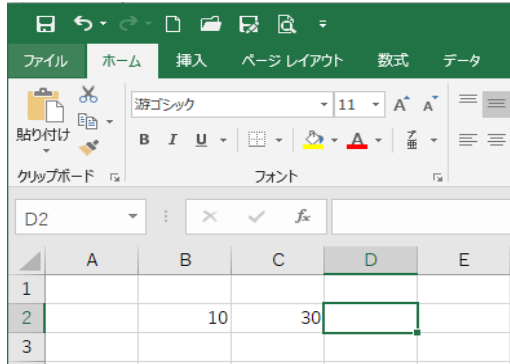 ファイル ホーム 挿入 ページ レイアウト 数式 データ
貼り付け
游ゴシック 11 A A
B I U A 亜
クリップボード フォント
D2 fx
A B C D E
1
2 10 30
3